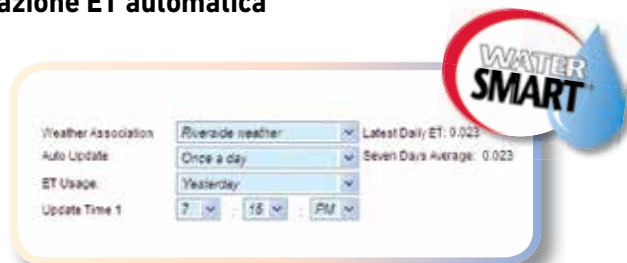 azione ET automatica
WATER
SMART
Weather Association Riverside weather Latest Daily ET: 0.023
Auto Update Once a day Seven Days Average: 0.023
ET Usage: Yesterday
Update Time 1 7 : 15 : PM